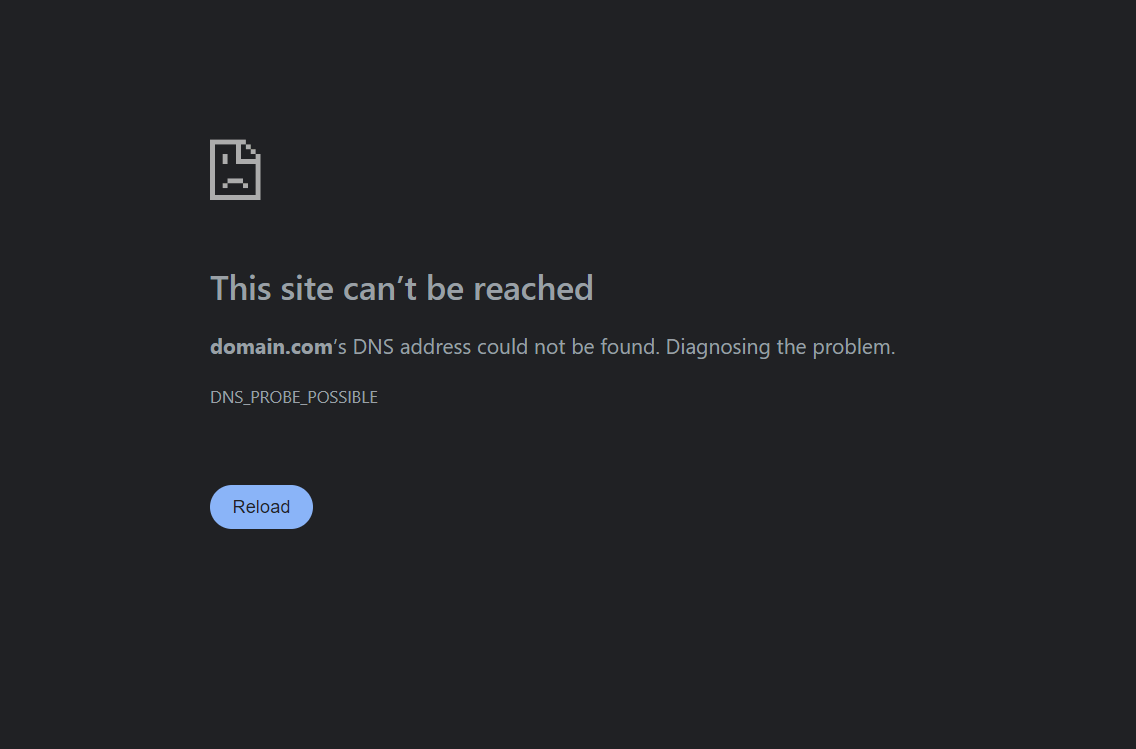 This site can’t be reached
domain.com’s DNS address could not be found. Diagnosing the problem.
DNS_PROBE_POSSIBLE
Reload